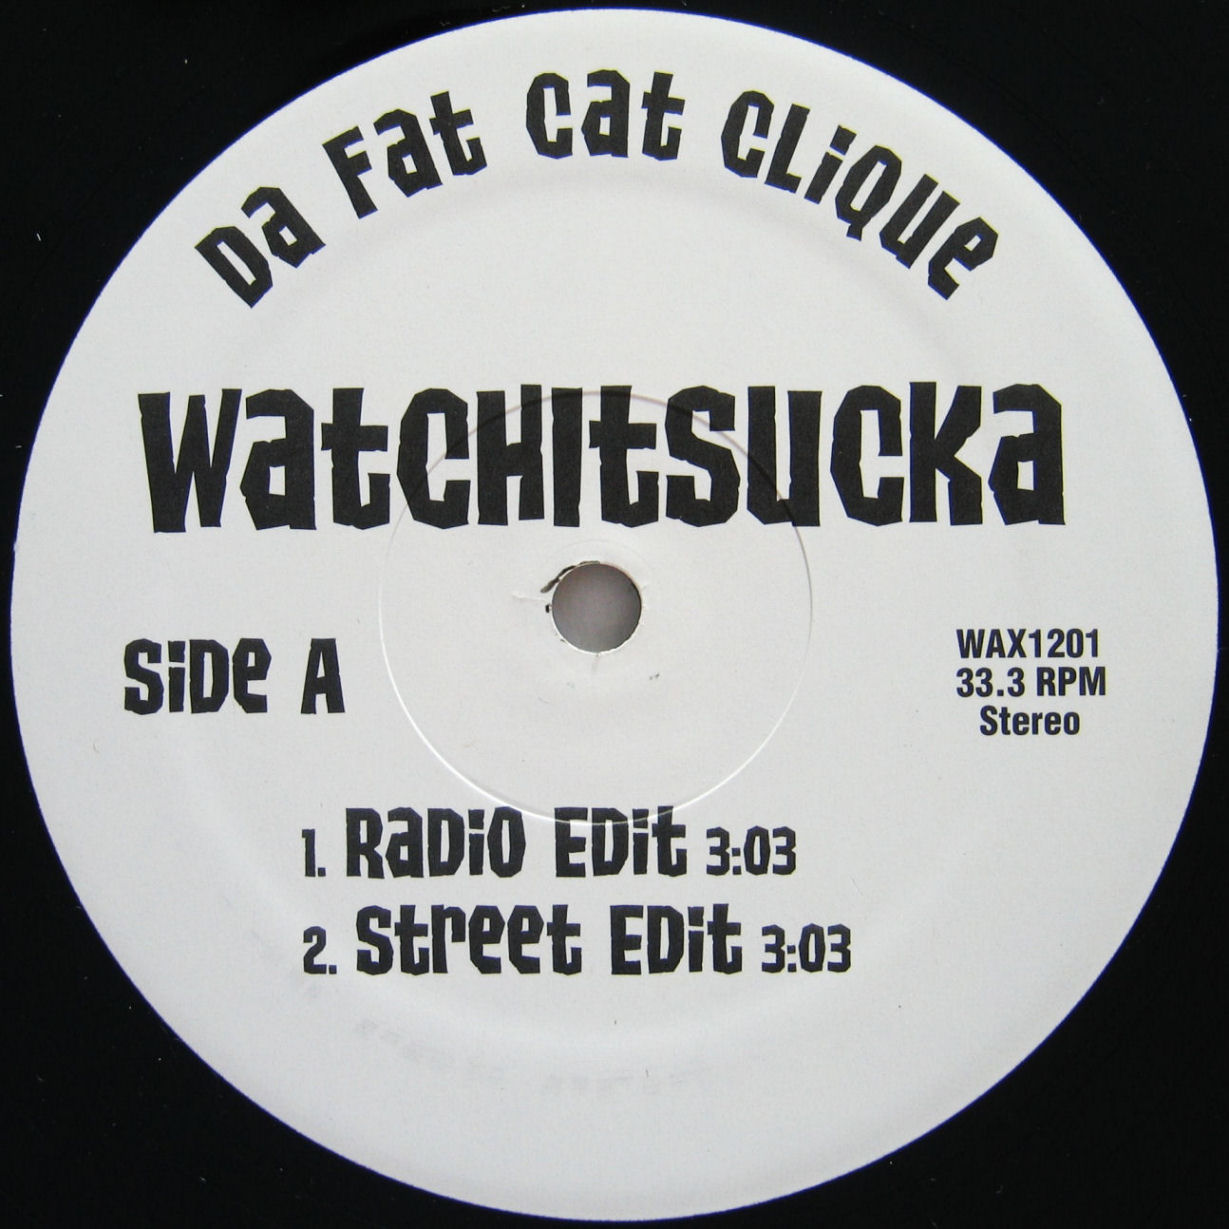 Da Fat Cat Clique
WatchItSucka
Side A
WAX1201
33.3 RPM
Stereo
1. Radio Edit 3:03
2. Street Edit 3:03